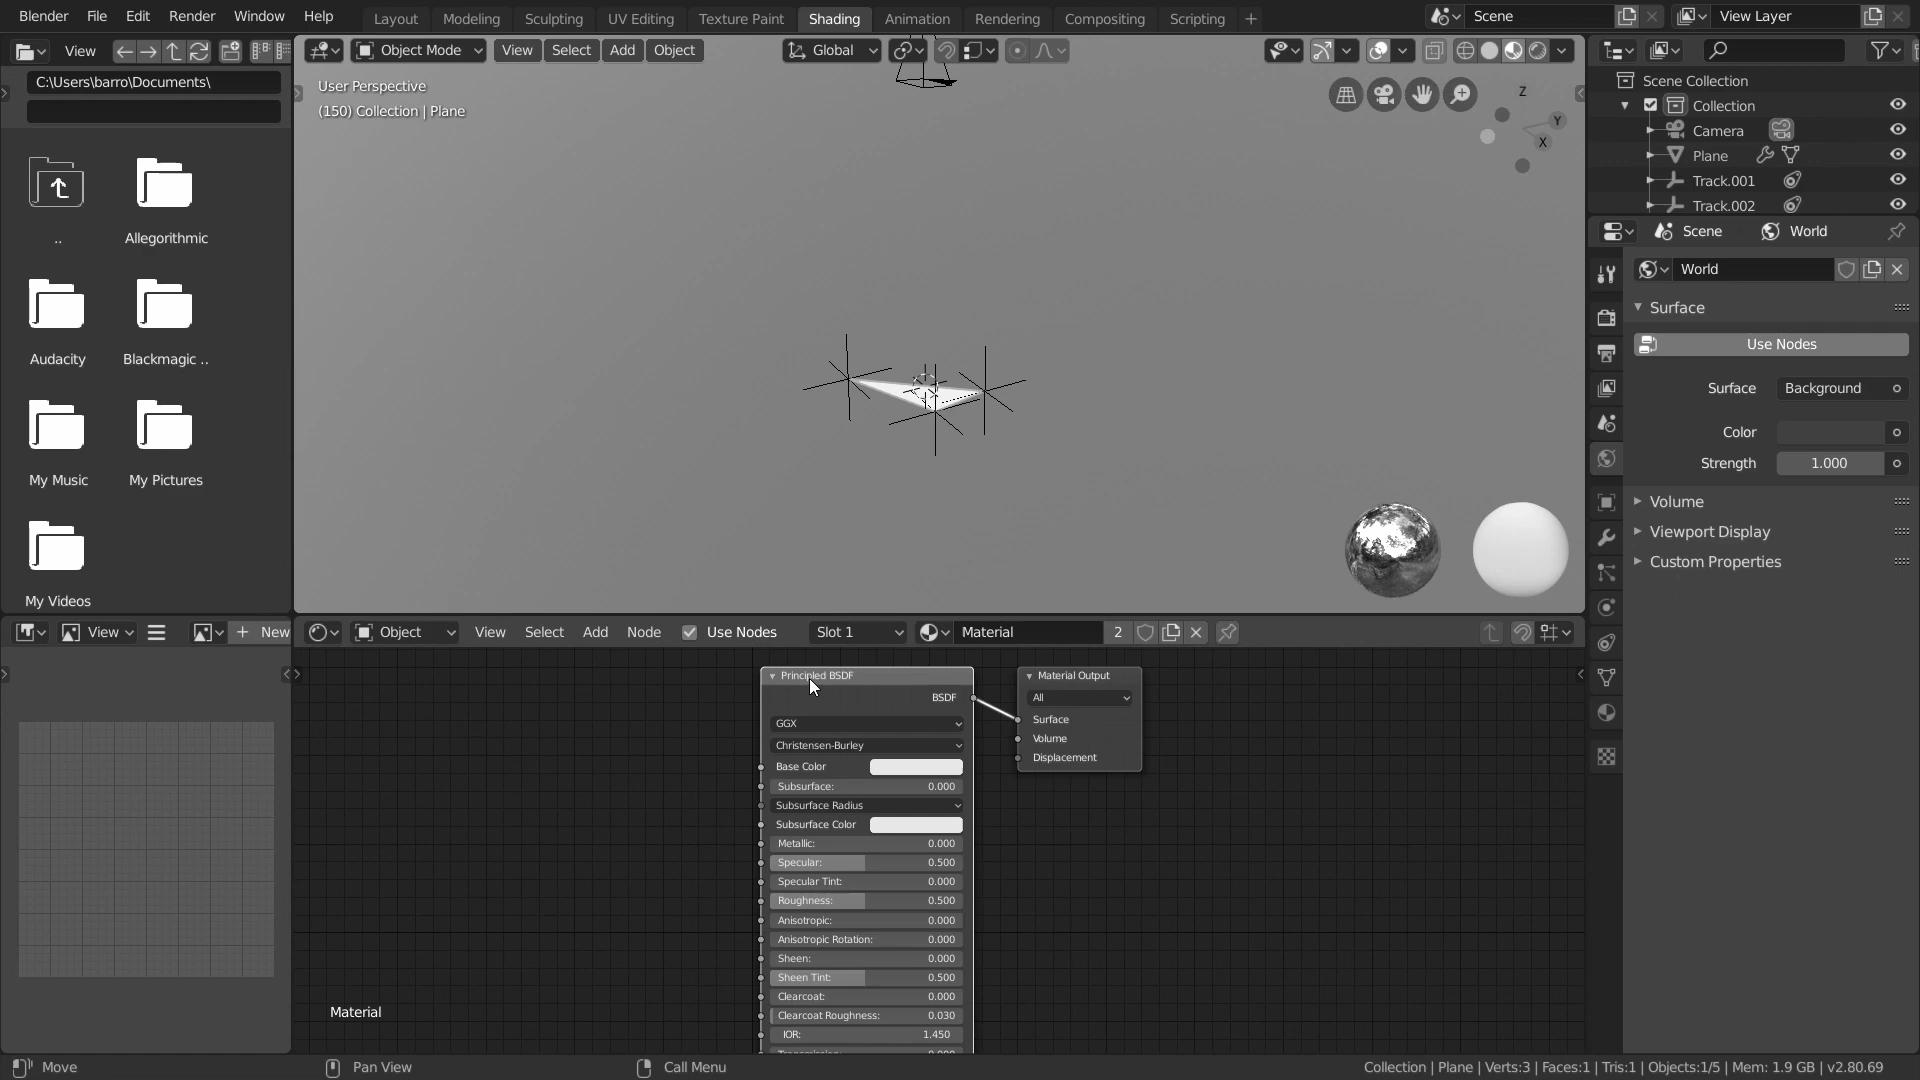 Blender File Edit Render Window Help Layout Modeling Sculpting UV Editing Texture Paint Shading Animation Rendering Compositing Scripting + Scene View Layer
View
C:\Users\barro\Documents\
Object Mode View Select Add Object Global
User Perspective
(150) Collection | Plane
Z
Y
X
..
Allegorithmic
Audacity
Blackmagic ..
My Music
My Pictures
My Videos
Scene Collection
Collection
Camera
Plane
Track.001
Track.002
Scene World
World
Surface
Use Nodes
Surface Background
Color
Strength 1.000
Volume
Viewport Display
Custom Properties
View + New
Object View Select Add Node Use Nodes Slot 1 Material 2
Principled BSDF
BSDF
GGX
Christensen-Burley
Base Color
Subsurface: 0.000
Subsurface Radius
Subsurface Color
Metallic: 0.000
Specular: 0.500
Specular Tint: 0.000
Roughness: 0.500
Anisotropic: 0.000
Anisotropic Rotation: 0.000
Sheen: 0.000
Sheen Tint: 0.500
Clearcoat: 0.000
Clearcoat Roughness: 0.030
IOR: 1.450
Material Output
All
Surface
Volume
Displacement
Material
Move Pan View Call Menu Collection | Plane | Verts:3 | Faces:1 | Tris:1 | Objects:1/5 | Mem: 1.9 GB | v2.80.69